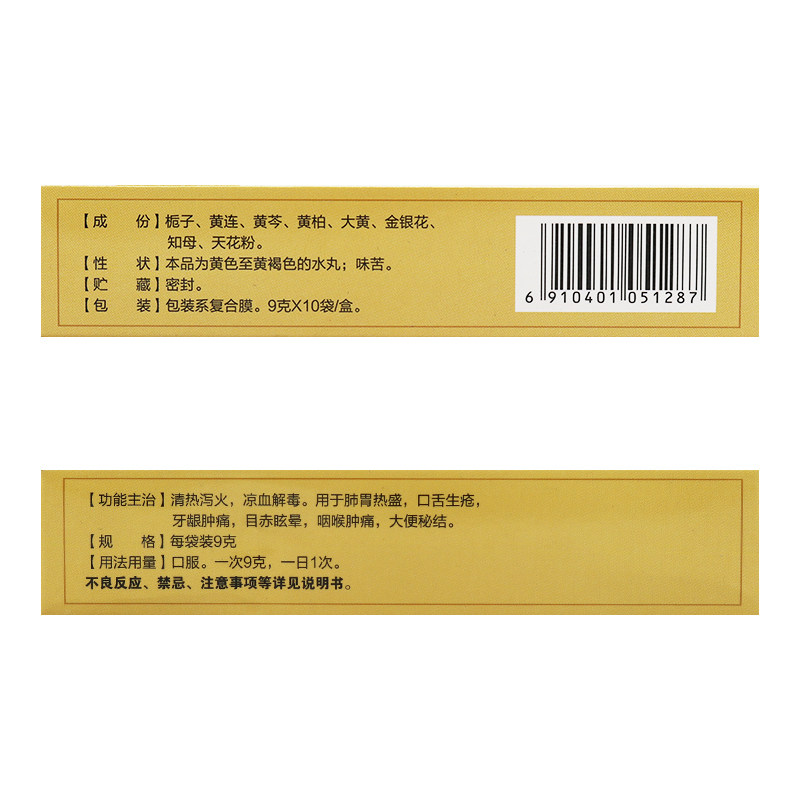 【成 份】栀子、黄连、黄芩、黄柏、大黄、金银花、
知母、天花粉。
【性 状】本品为黄色至黄褐色的水丸；味苦。
【贮 藏】密封。
【包 装】包装系复合膜。9克X10袋/盒。
6 910401 051287
【功能主治】清热泻火，凉血解毒。用于肺胃热盛，口舌生疮，
牙龈肿痛，目赤眩晕，咽喉肿痛，大便秘结。
【规 格】每袋装9克
【用法用量】口服。一次9克，一日1次。
不良反应、禁忌、注意事项等详见说明书。